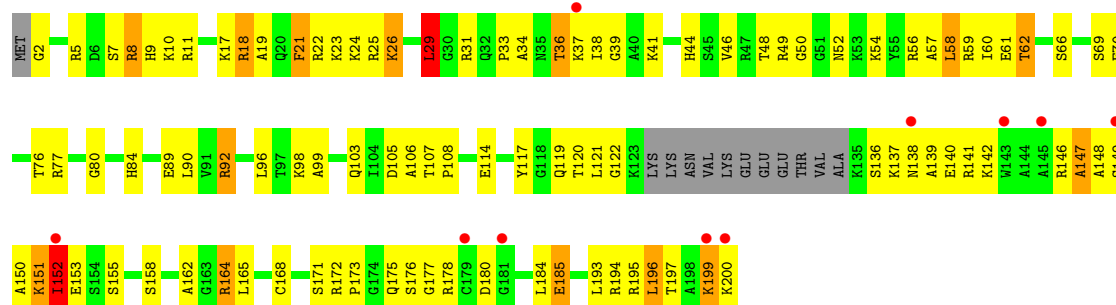 MET G2 R5 D6 S7 R8 H9 K10 R11 K17 R18 A19 Q20 F21 R22 K23 K24 R25 K26 L29 G30 R31 Q32 P33 A34 N35 T36 K37 I38 G39 A40 K41 H44 S45 V46 R47 T48 R49 G50 G51 N52 K53 K54 Y55 R56 A57 L58 R59 I60 E61 T62 S66 S69
T76 R77 G80 H84 E89 L90 V91 R92 L96 T97 K98 A99 Q103 I104 D105 A106 T107 P108 E114 Y117 G118 Q119 T120 L121 G122 K123 LYS LYS ASN VAL LYS GLU GLU GLU THR VAL ALA K135 S136 K137 N138 A139 E140 R141 K142 W143 A144 A145 R146 A147 A148
A150 K151 I152 E153 S154 S155 S158 A162 G163 R164 L165 C168 S171 R172 P173 G174 Q175 S176 G177 R178 C179 D180 G181 L184 E185 L193 R194 R195 L196 T197 A198 K199 K200